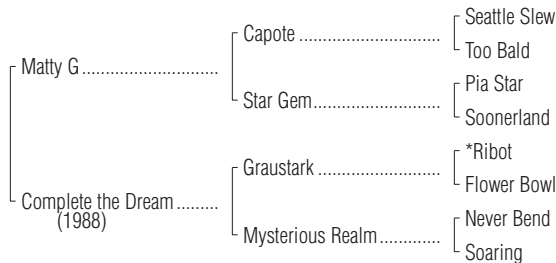 Seattle Slew
Capote ..........................
Too Bald
Matty G ..........................
Pia Star
Star Gem..........................
Soonerland
*Ribot
Graustark ......................
Flower Bowl
Complete the Dream .........
(1988)
Never Bend
Mysterious Realm.............
Soaring